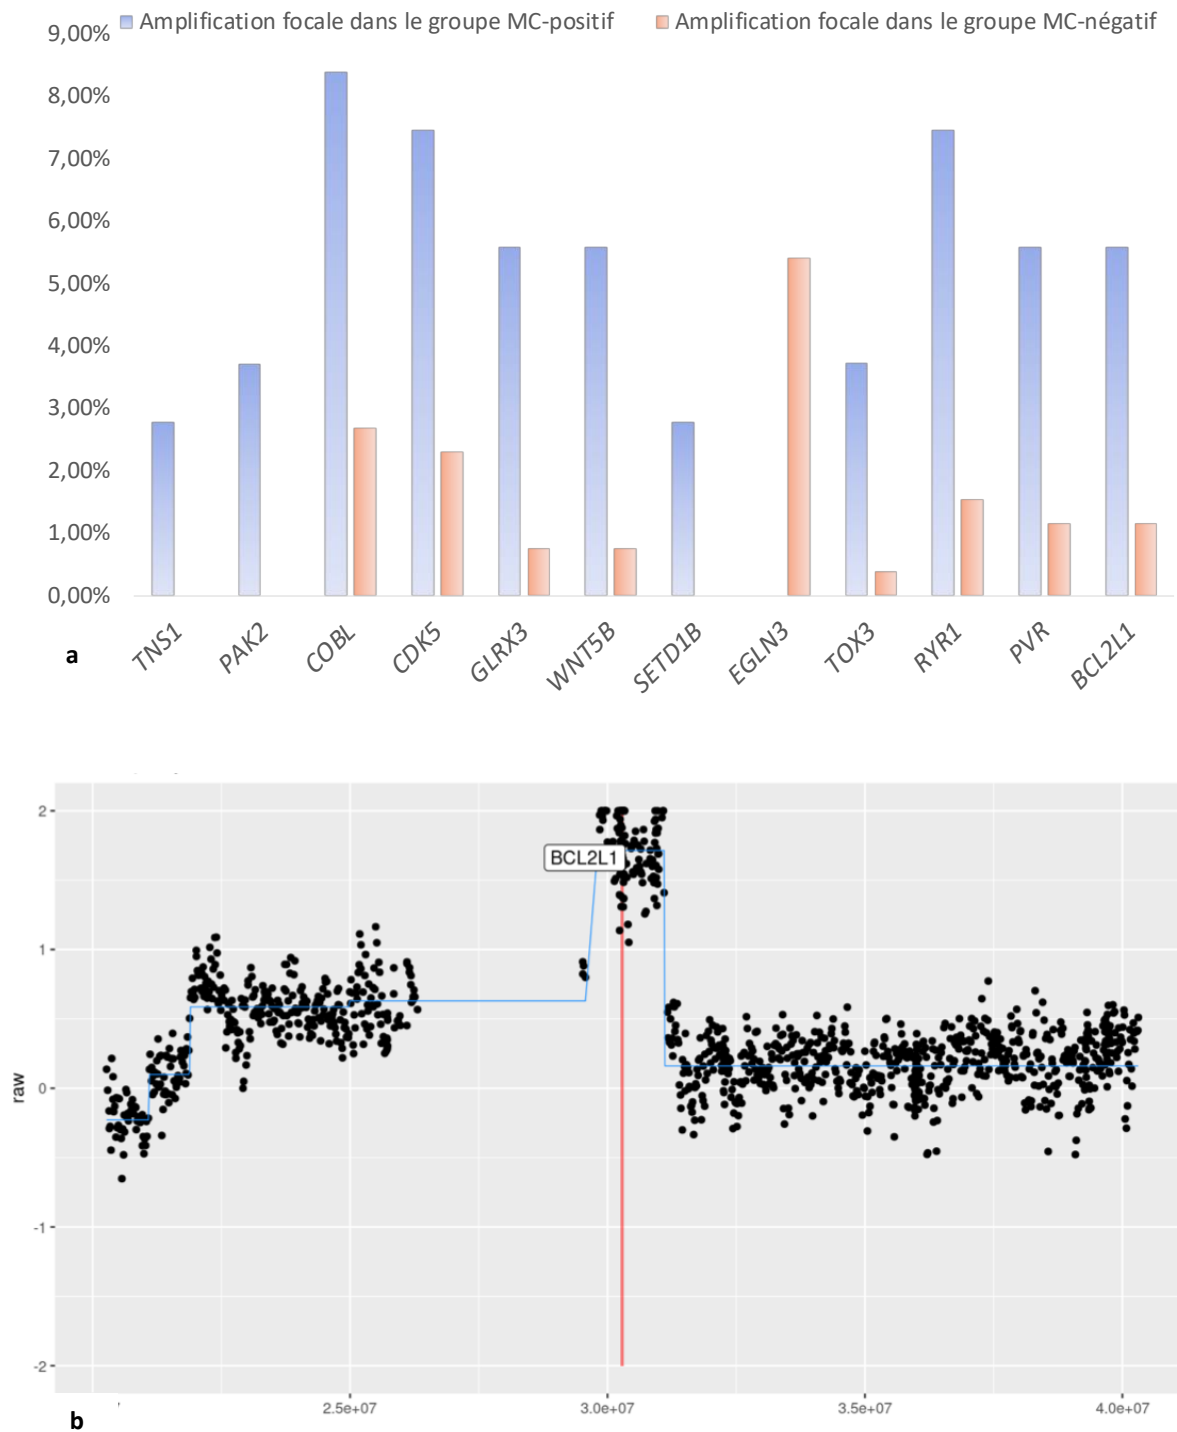 Amplification focale dans le groupe MC-positif Amplification focale dans le groupe MC-négatif
9,00%
8,00%
7,00%
6,00%
5,00%
4,00%
3,00%
2,00%
1,00%
0,00%
TNS1 PAK2 COBL CDK5 GLRX3 WNT5B SETD1B EGLN3 TOX3 RYR1 PVR BCL2L1
a
2
BCL2L1
1
0
raw
-1
-2
2.5e+07 3.0e+07 3.5e+07 4.0e+07
b